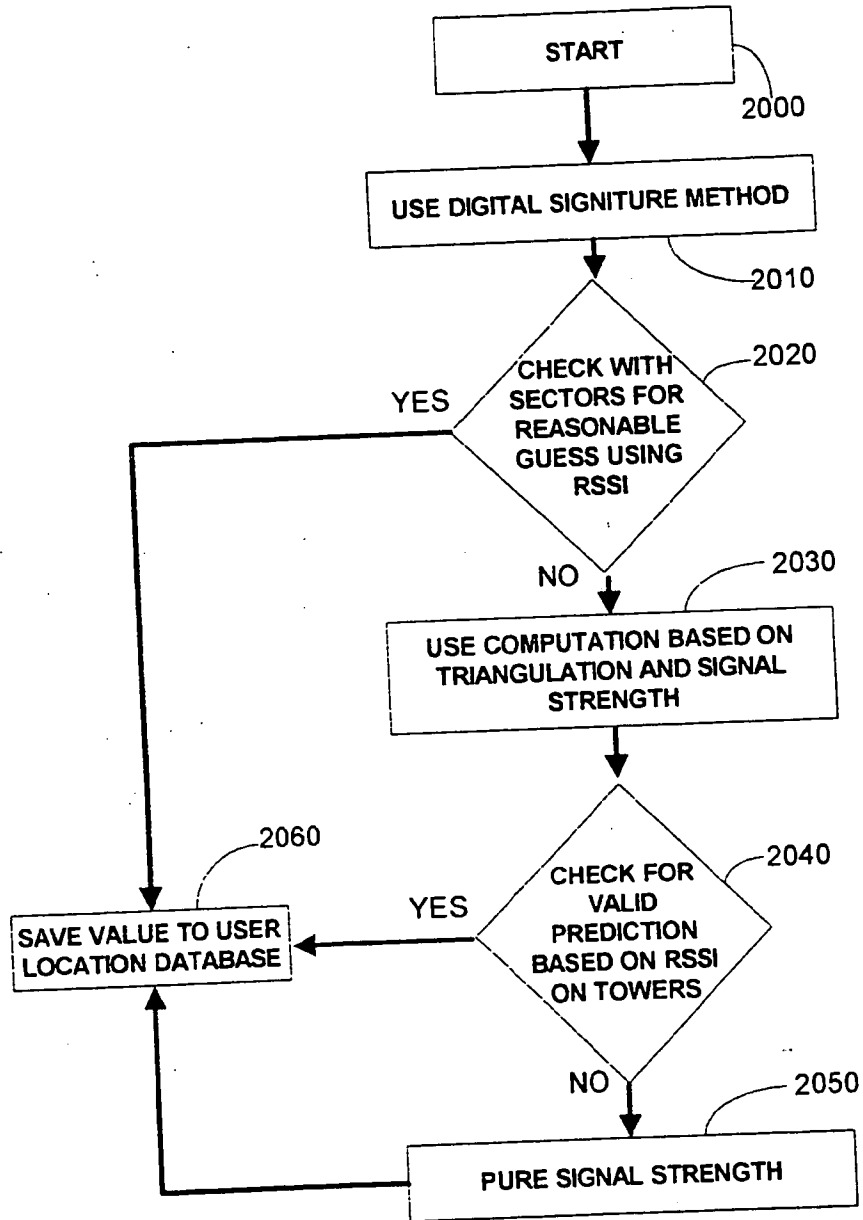 START
2000
USE DIGITAL SIGNITURE METHOD
2010
CHECK WITH
SECTORS FOR
REASONABLE
GUESS USING
RSSI
2020
YES
NO
2030
USE COMPUTATION BASED ON
TRIANGULATION AND SIGNAL
STRENGTH
2060
2040
CHECK FOR
VALID
PREDICTION
BASED ON RSSI
ON TOWERS
YES
SAVE VALUE TO USER
LOCATION DATABASE
NO
2050
PURE SIGNAL STRENGTH